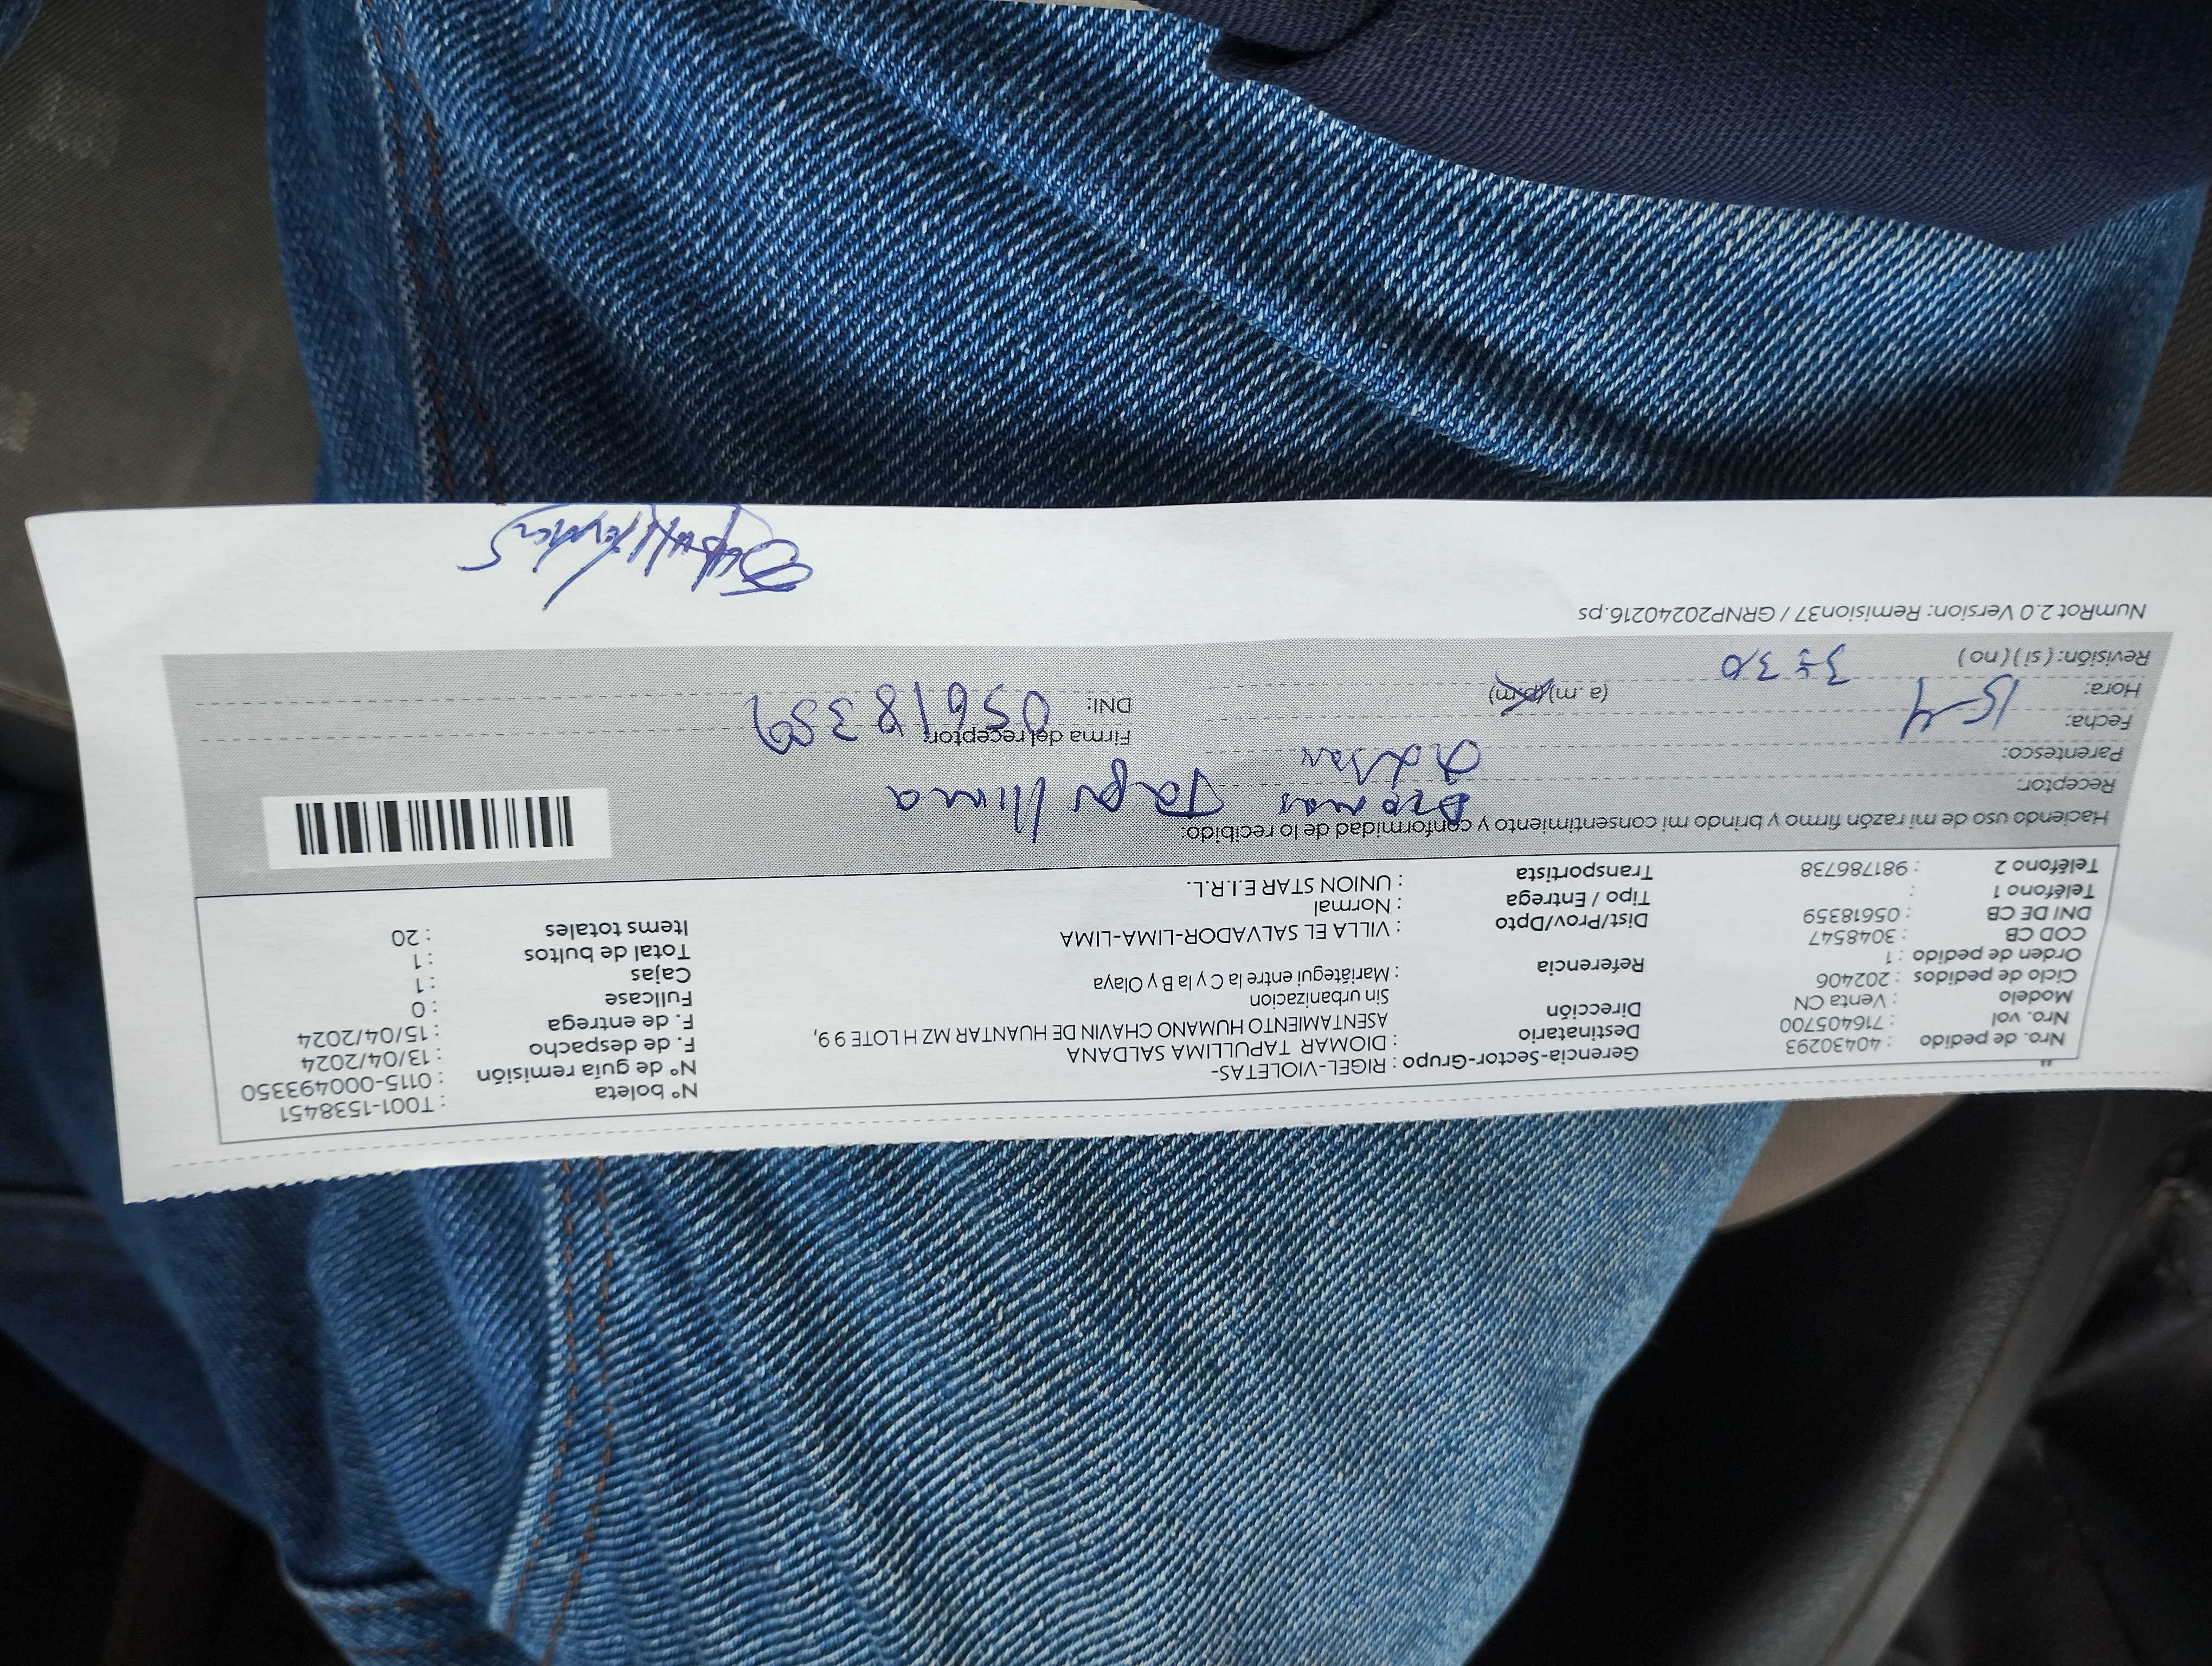 Nro. de pedido : 40430293 Gerencia-Sector-Grupo : RIGEL-VIOLETAS- N° boleta : T001-1538451
Nro. vol : 716405700 Destinatario : DIOMAR TAPULLIMA SALDANA N° de guía remisión : 0115-0000493350
Modelo : Venta CN Dirección ASENTAMIENTO HUMANO CHAVIN DE HUANTAR MZ H LOTE 9 9, F. de despacho : 13/04/2024
Ciclo de pedidos : 202406 Sin urbanizacion F. de entrega : 15/04/2024
Orden de pedido : 1 Referencia : Mariátegui entre la C y la B y Olaya Fullcase : 0
COD CB : 3048547 Cajas : 1
DNI DE CB : 05618359 Dist/Prov/Dpto : VILLA EL SALVADOR-LIMA-LIMA Total de bultos : 1
Teléfono 1 : Tipo / Entrega : Normal Items totales : 20
Teléfono 2 : 981786738 Transportista : UNION STAR E.I.R.L.
Haciendo uso de mi razón firmo y brindo mi consentimiento y conformidad de lo recibido:
Receptor: Diomar Tapullima
Parentesco:
Fecha: 15-4 Firma del receptor:
Hora: 3:30 (a.m) (p.m) DNI: 05618359
Revisión: ( si ) ( no )
NumRot 2.0 Version: Remision37 / GRNP20240216.ps